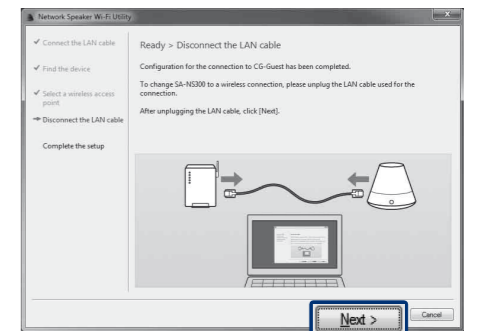 Network Speaker Wi-Fi Utility
Connect the LAN cable
Find the device
Select a wireless access
point
Disconnect the LAN cable
Complete the setup
Ready > Disconnect the LAN cable
Configuration for the connection to CG-Guest has been completed.
To change SA-NS300 to a wireless connection, please unplug the LAN cable used for the
connection.
After unplugging the LAN cable, click [Next].
Next >
Cancel